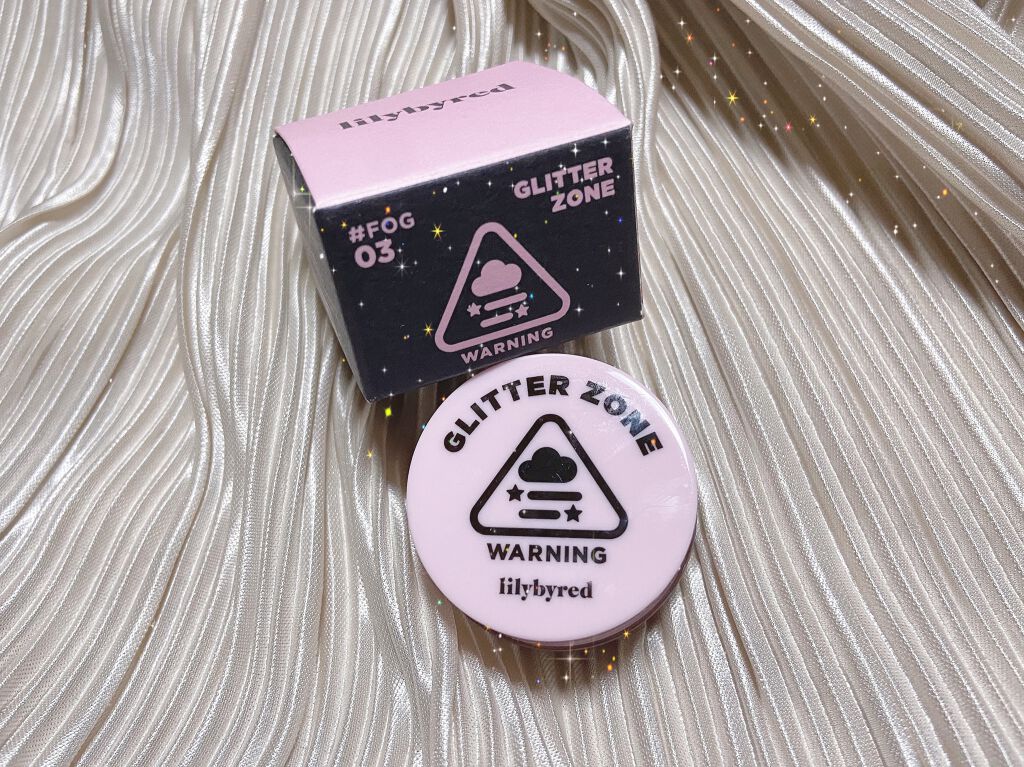 lilybyred
GLITTER
ZONE
#FOG
03
WARNING
GLITTER ZONE
WARNING
lilybyred